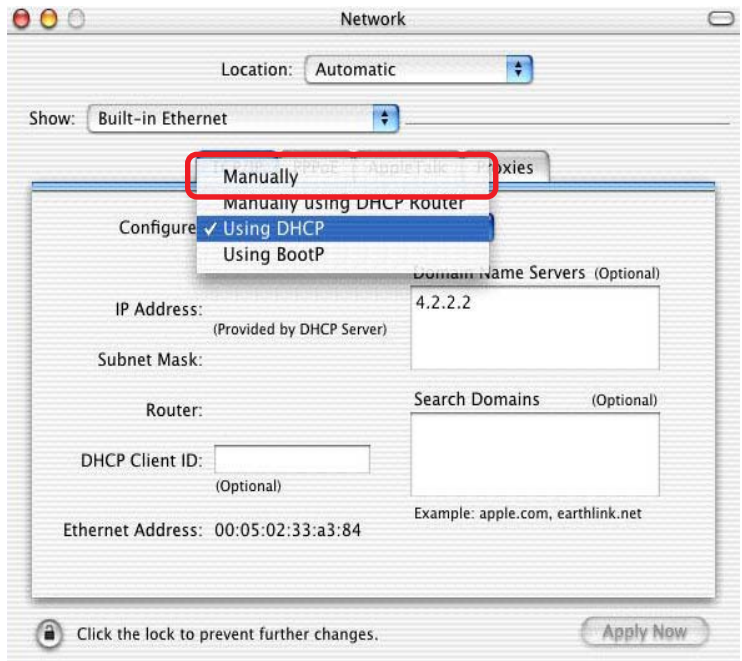 Network
Location: Automatic
Show: Built-in Ethernet
Proxies
Manually
Manually using DHCP Router
Configure ✓ Using DHCP
Using BootP
Domain Name Servers (Optional)
IP Address:
(Provided by DHCP Server)
4.2.2.2
Subnet Mask:
Router:
Search Domains (Optional)
DHCP Client ID:
(Optional)
Example: apple.com, earthlink.net
Ethernet Address: 00:05:02:33:a3:84
Click the lock to prevent further changes.
Apply Now